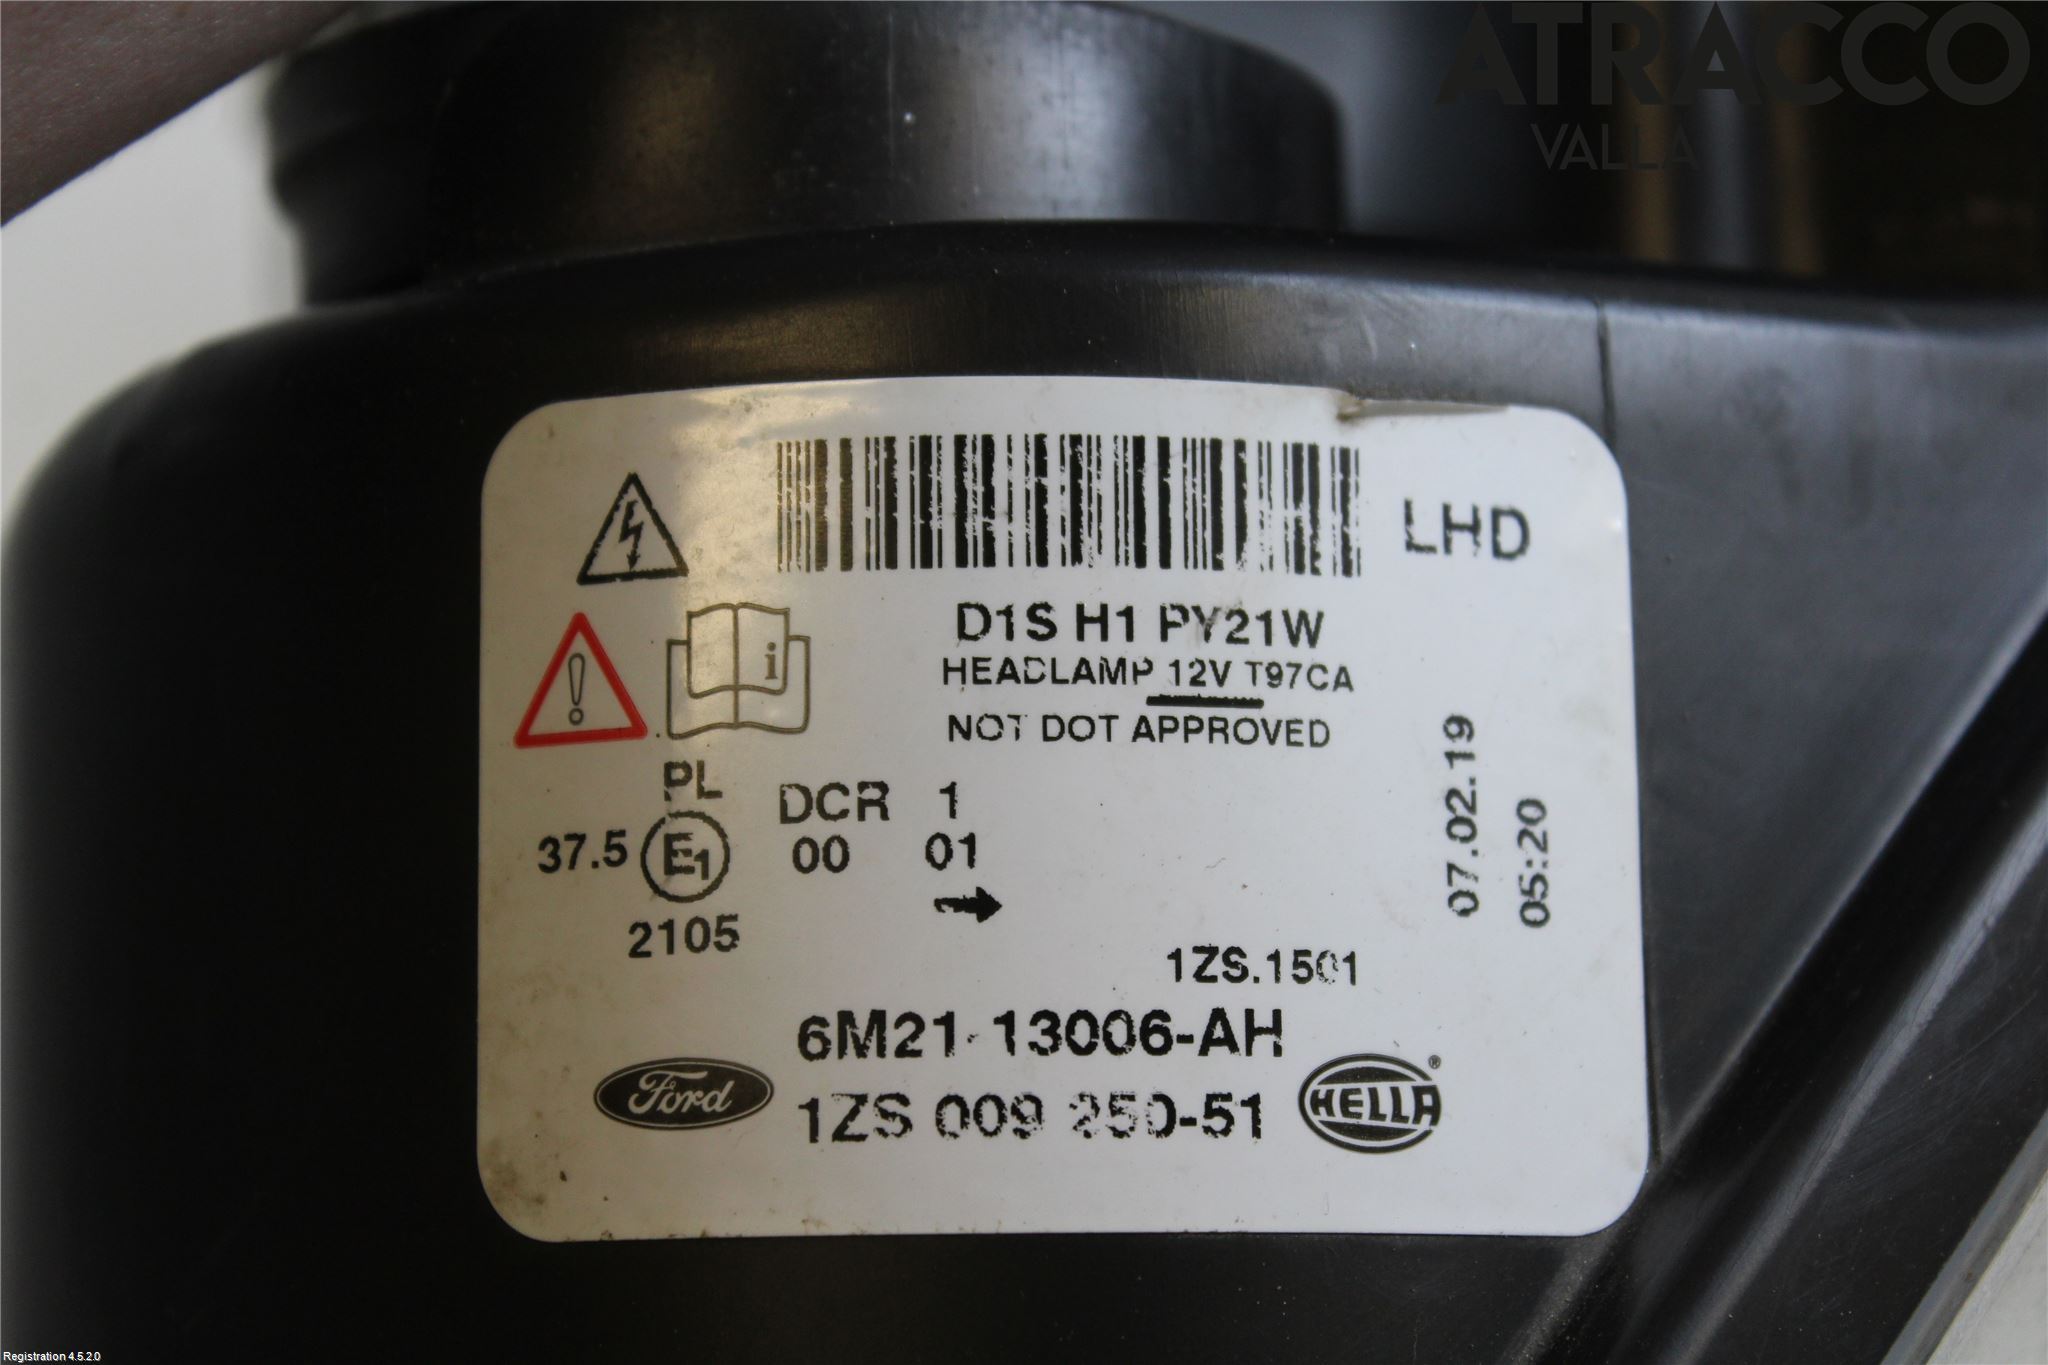 ATRACCO
VALLA
LHD
D1S H1 PY21W
HEADLAMP 12V T97CA
NOT DOT APPROVED
PL DCR 1
37.5 E1 00 01
2105
07.02.19
05:20
1ZS.1501
6M21-13006-AH
Ford 1ZS 009 250-51 HELLA®
Registration 4.5.2.0